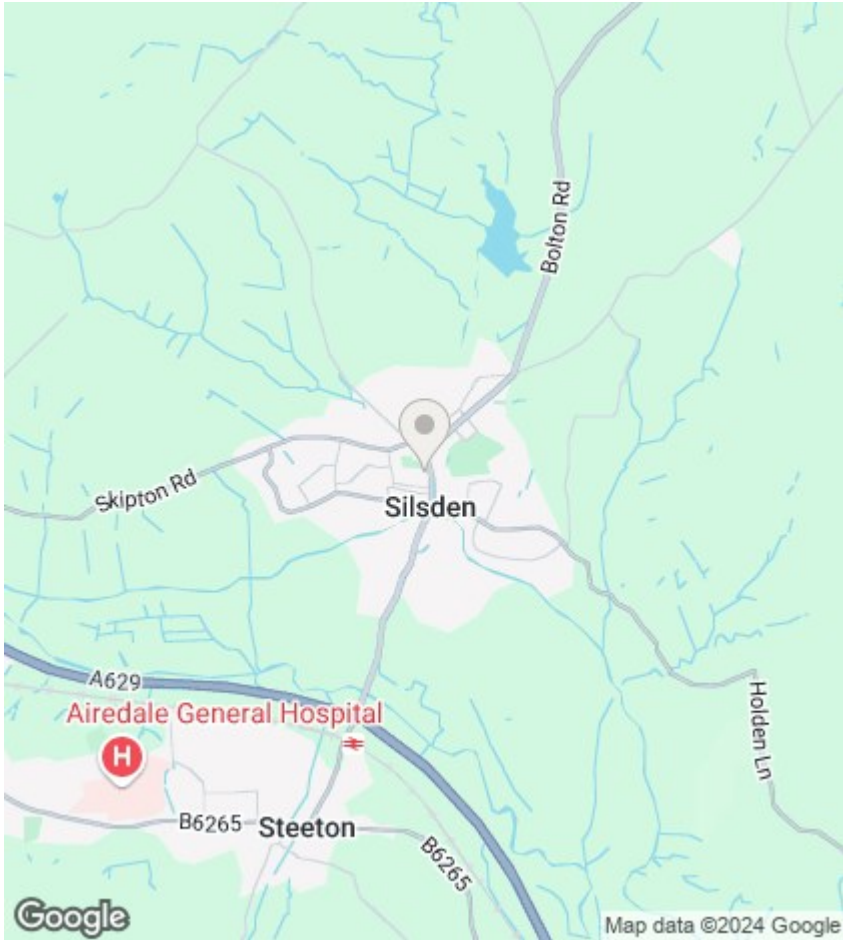 Bolton Rd
Skipton Rd
Silsden
A629
Airedale General Hospital
H
Holden Ln
B6265
Steeton
B6265
Google
Map data ©2024 Google